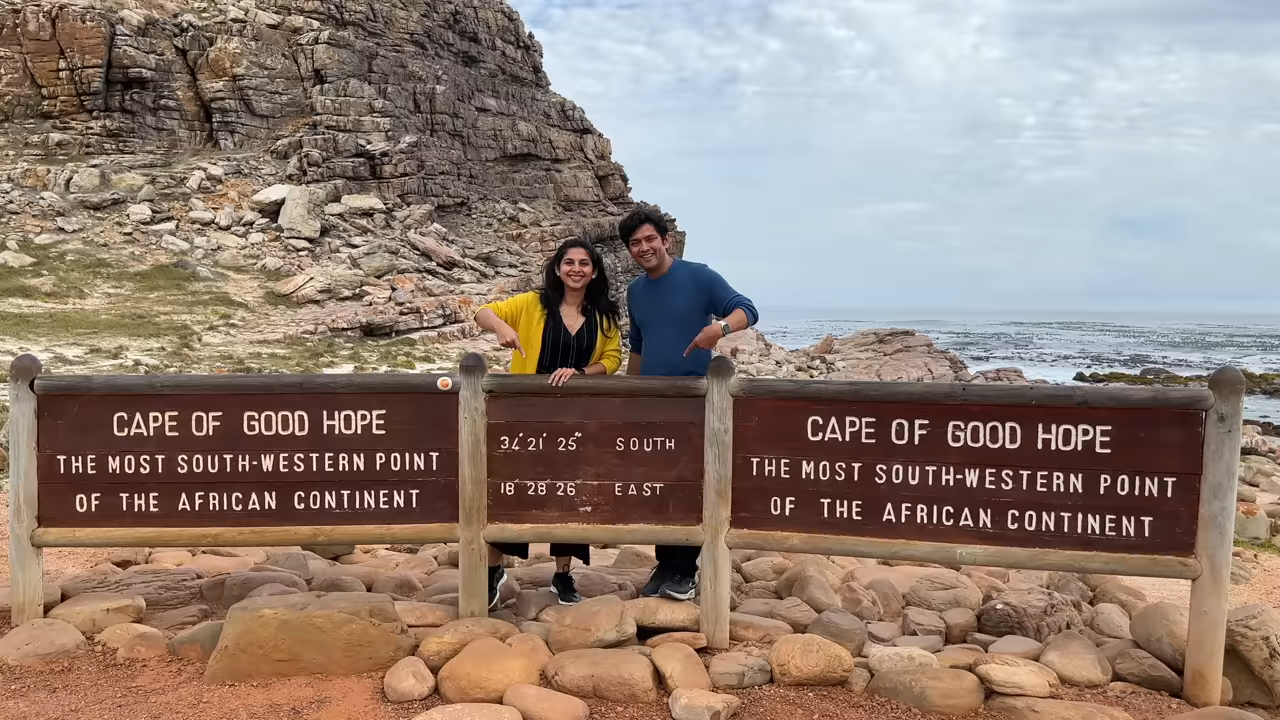 CAPE OF GOOD HOPE
THE MOST SOUTH-WESTERN POINT
OF THE AFRICAN CONTINENT
34° 21' 25" SOUTH
18 28 26 EAST
CAPE OF GOOD HOPE
THE MOST SOUTH-WESTERN POINT
OF THE AFRICAN CONTINENT